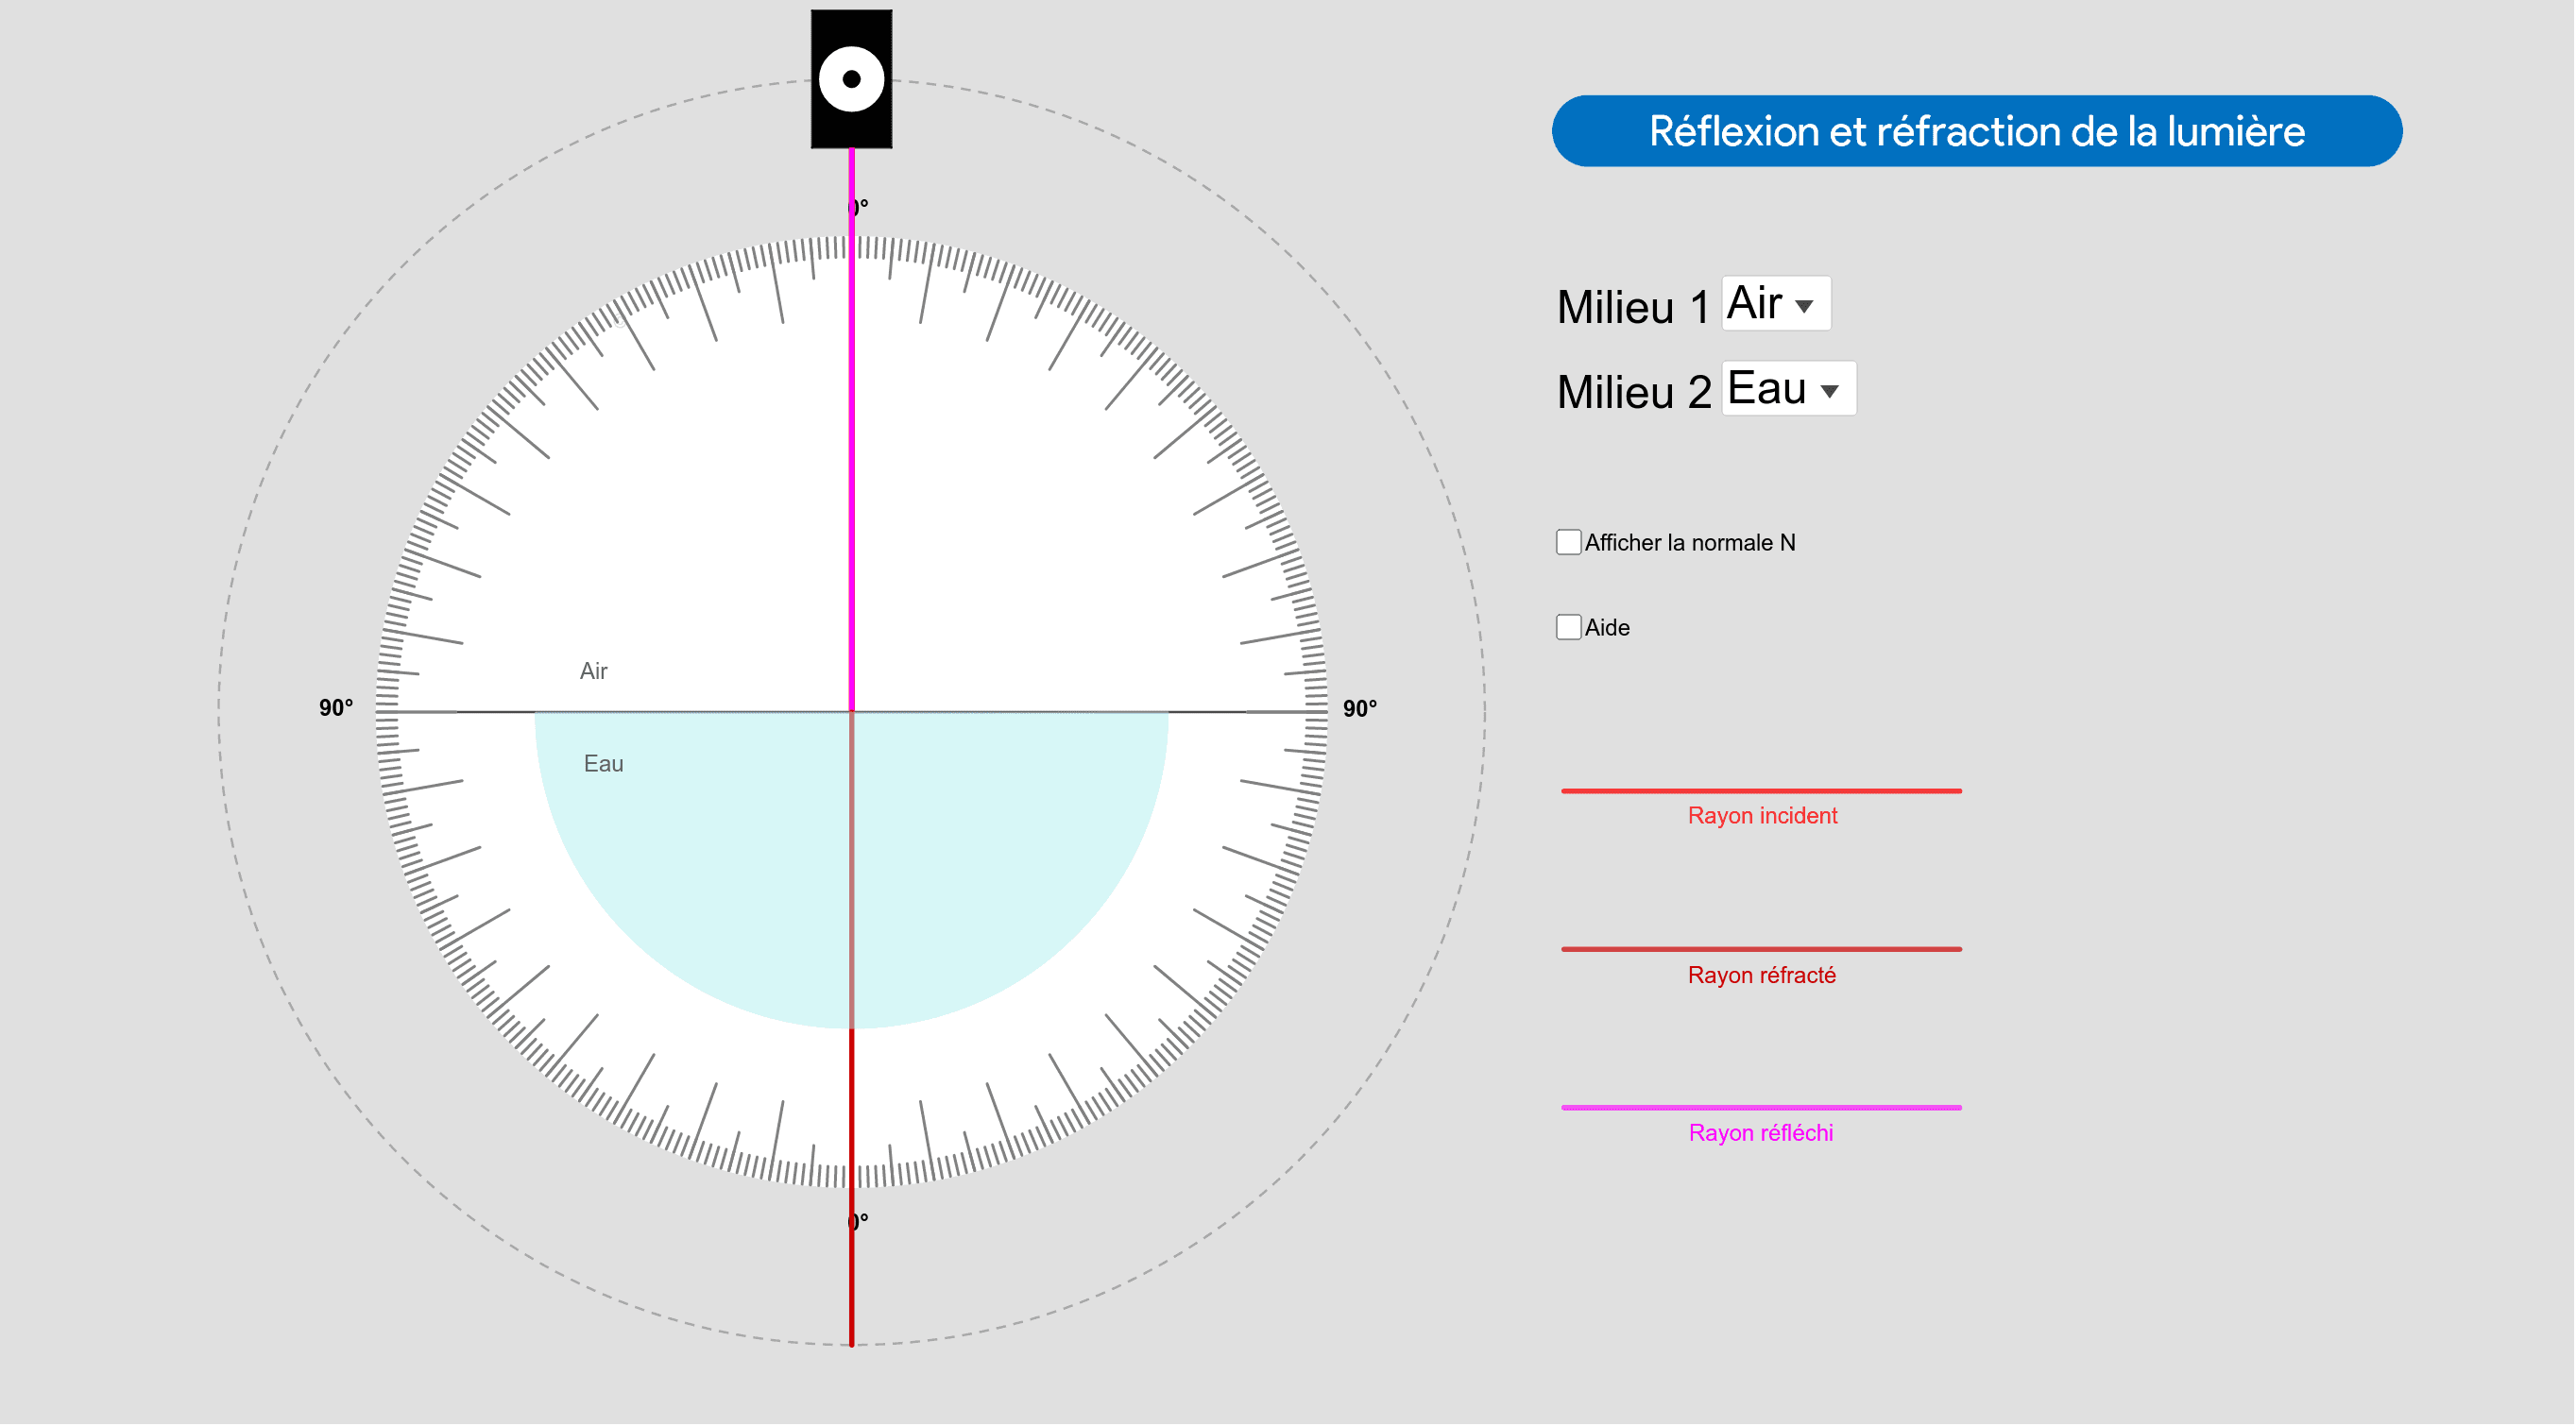 Réflexion et réfraction de la lumière
0°
Milieu 1 Air
Milieu 2 Eau
Afficher la normale N
Aide
Air
90°
90°
Eau
Rayon incident
Rayon réfracté
Rayon réfléchi
0°